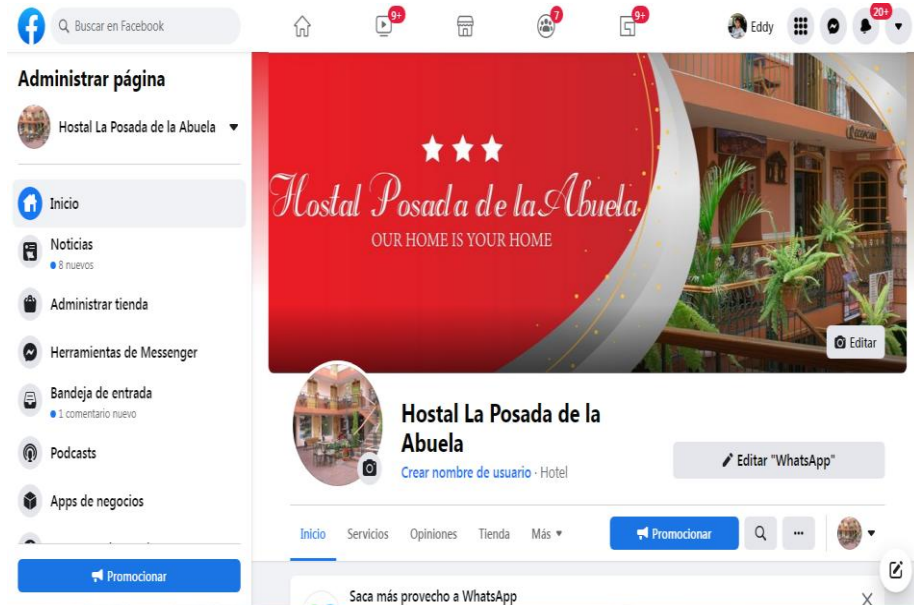 Buscar en Facebook
9+
7
9+
Eddy
20+
Administrar página
Hostal La Posada de la Abuela
Inicio
Noticias
8 nuevos
Administrar tienda
Herramientas de Messenger
Bandeja de entrada
1 comentario nuevo
Podcasts
Apps de negocios
Promocionar
Hostal Posada de la Abuela
OUR HOME IS YOUR HOME
Editar
Hostal La Posada de la
Abuela
Crear nombre de usuario · Hotel
Editar "WhatsApp"
Inicio Servicios Opiniones Tienda Más
Promocionar
Saca más provecho a WhatsApp